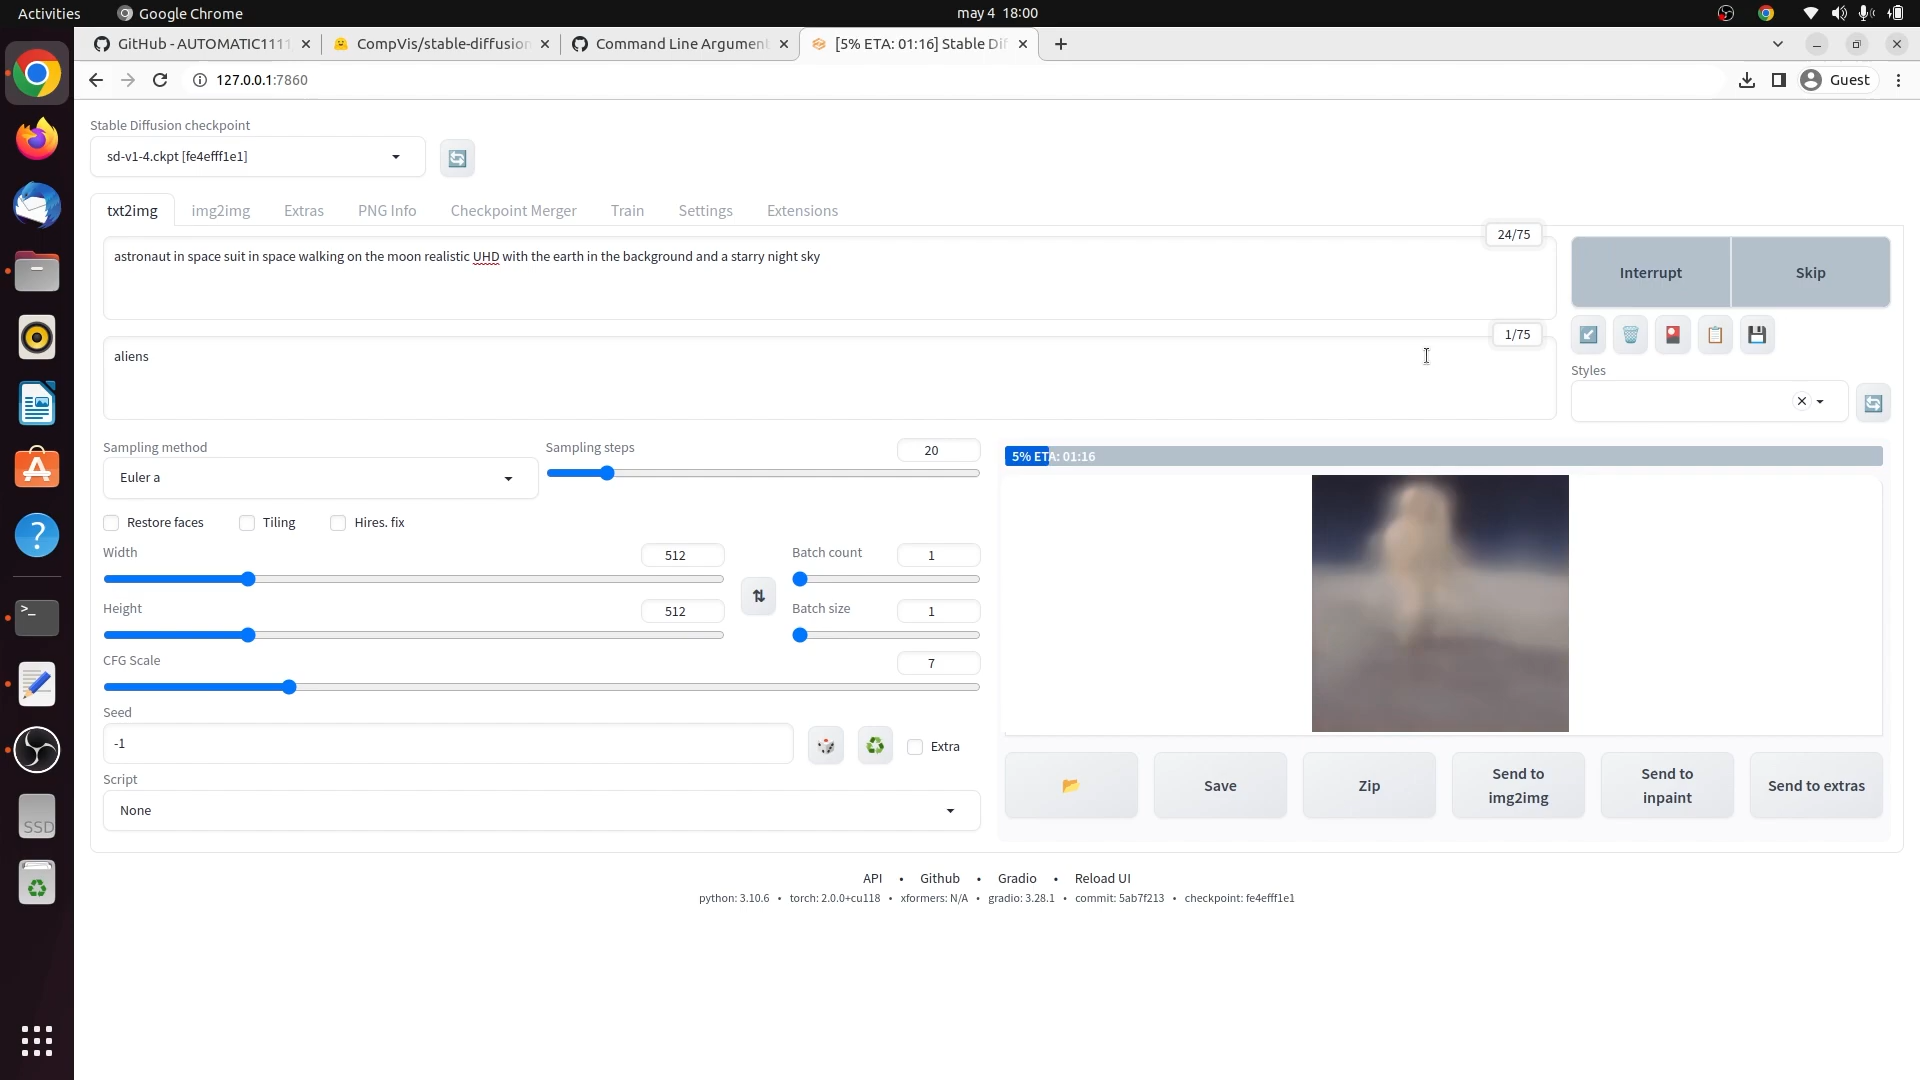 Activities
Google Chrome
may 4 18:00
GitHub - AUTOMATIC1111
CompVis/stable-diffusion
Command Line Argument
[5% ETA: 01:16] Stable Dif
127.0.0.1:7860
Guest
Stable Diffusion checkpoint
sd-v1-4.ckpt [fe4efff1e1]
txt2img
img2img
Extras
PNG Info
Checkpoint Merger
Train
Settings
Extensions
24/75
astronaut in space suit in space walking on the moon realistic UHD with the earth in the background and a starry night sky
Interrupt
Skip
1/75
aliens
Styles
Sampling method
Euler a
Sampling steps
20
5% ETA: 01:16
Restore faces
Tiling
Hires. fix
Width
512
Batch count
1
Height
512
Batch size
1
CFG Scale
7
Seed
-1
Extra
Script
None
Save
Zip
Send to
img2img
Send to
inpaint
Send to extras
API • Github • Gradio • Reload UI
python: 3.10.6 • torch: 2.0.0+cu118 • xformers: N/A • gradio: 3.28.1 • commit: 5ab7f213 • checkpoint: fe4efff1e1
SSD